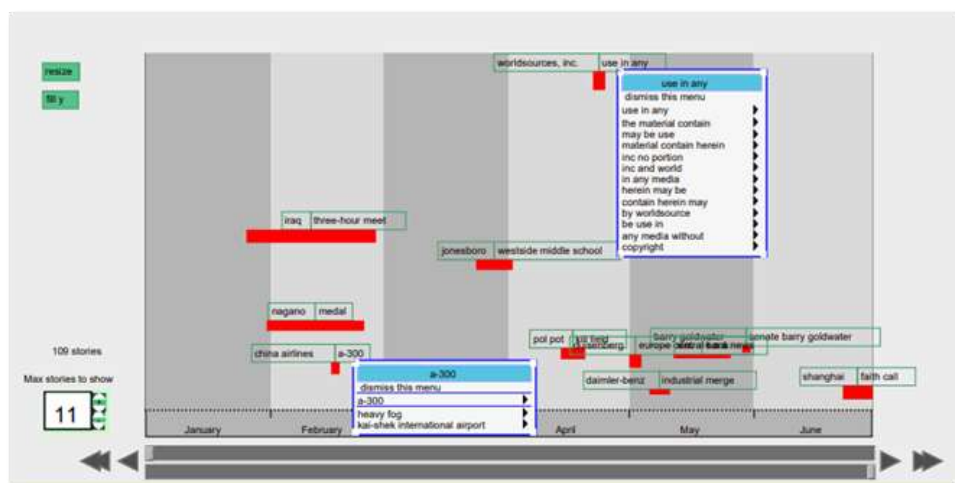 worldsources, inc. use in any
resize
fill y
use in any
dismiss this menu
use in any
the material contain
may be use
material contain herein
inc no portion
inc and world
in any media
herein may be
contain herein may
by worldsource
be use in
any media without
copyright
iraq three-hour meet
jonesboro westside middle school
nagano medal
pol pot kill field
barry goldwater senate barry goldwater
europe
china airlines a-300
109 stories
a-300
dismiss this menu
a-300
heavy fog
kai-shek international airport
daimler-benz industrial merge
shanghai faith call
Max stories to show
11
January February April May June